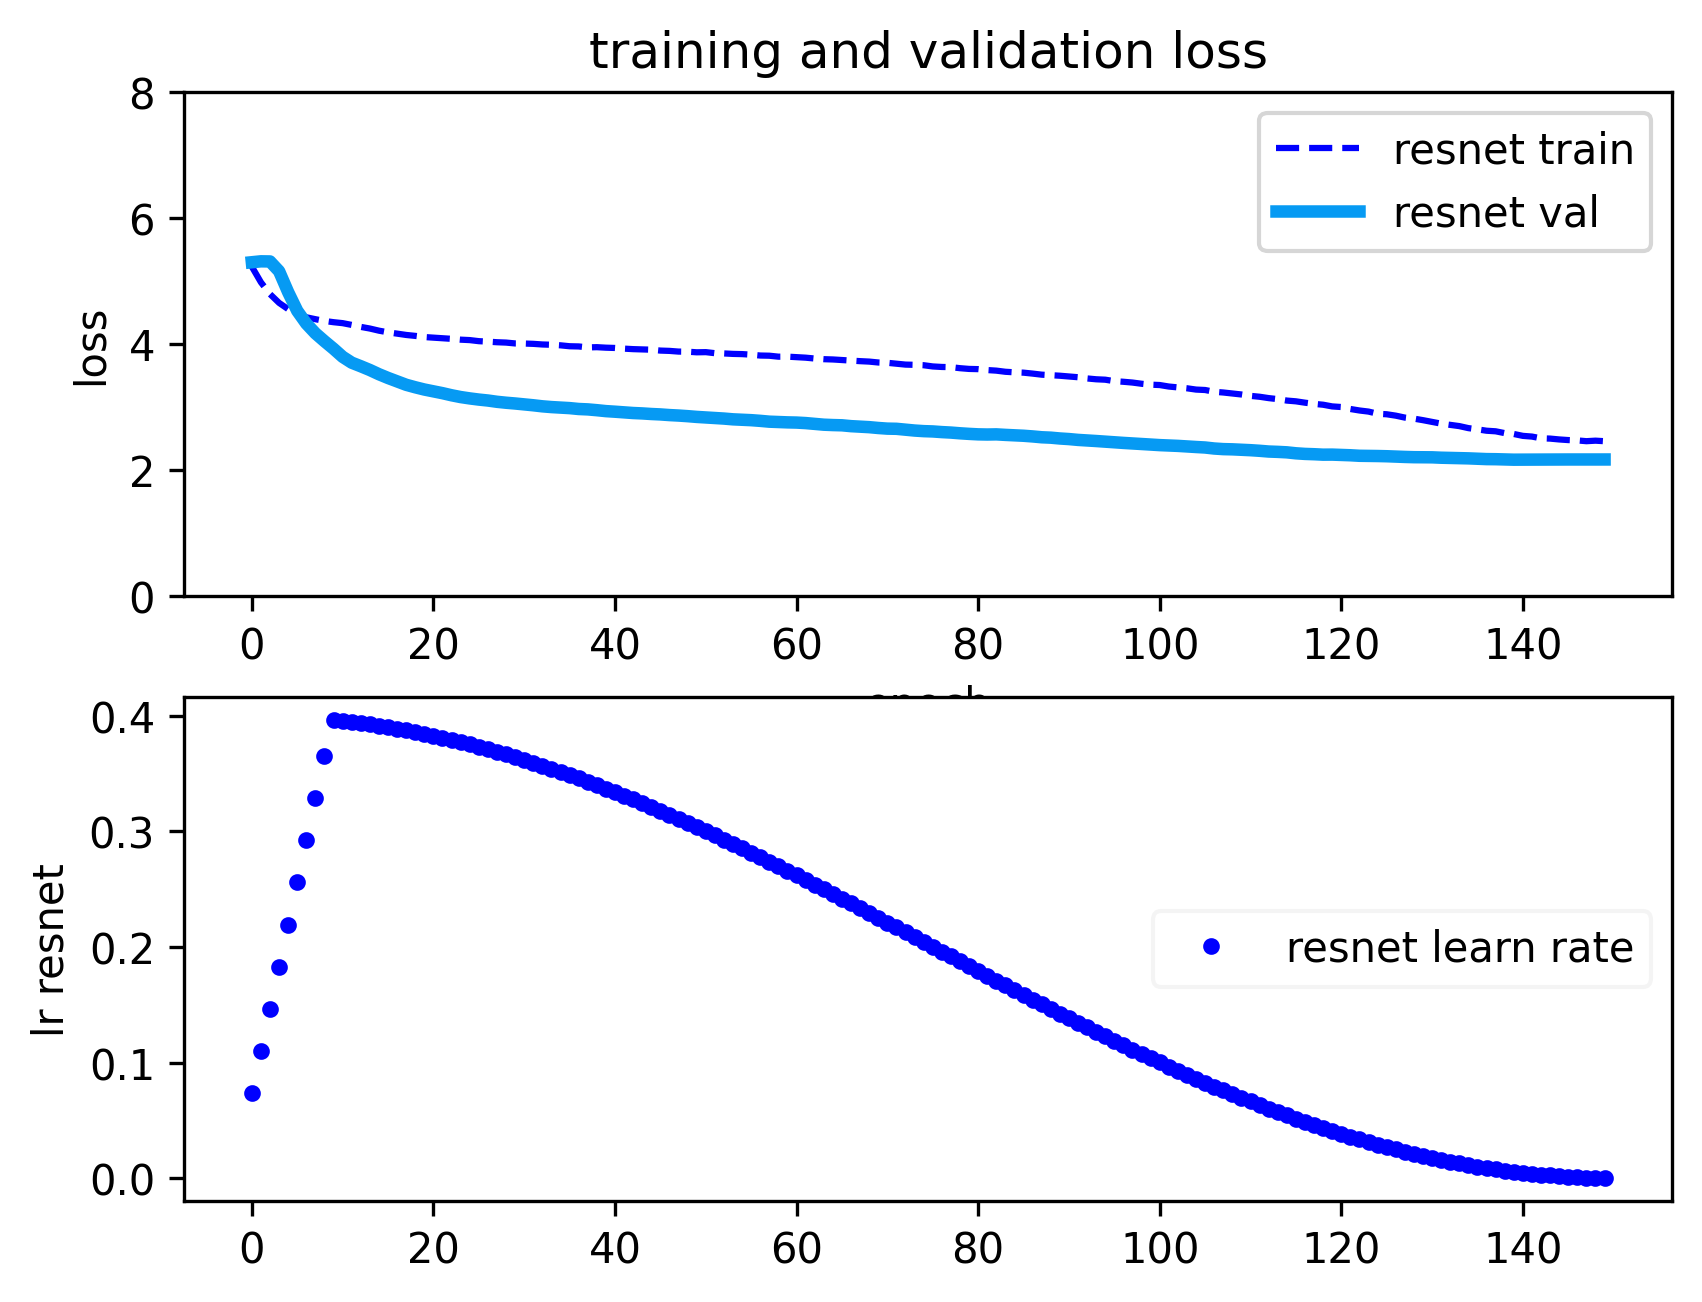 training and validation loss
8
6
4
2
0
loss
resnet train
resnet val
0 20 40 60 80 100 120 140
0.4
0.3
0.2
0.1
0.0
lr resnet
resnet learn rate
0 20 40 60 80 100 120 140